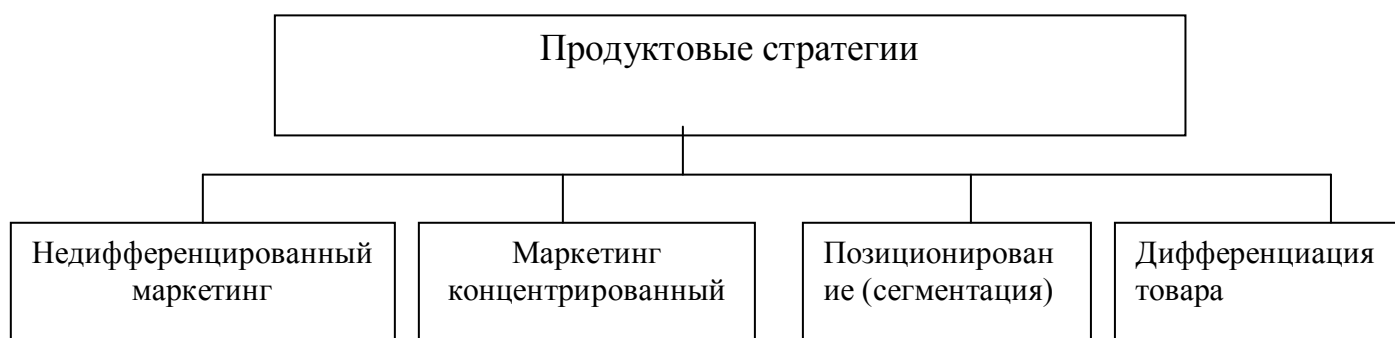 Продуктовые стратегии
Недифференцированный
маркетинг
Маркетинг
концентрированный
Позиционирован
ие (сегментация)
Дифференциация
товара